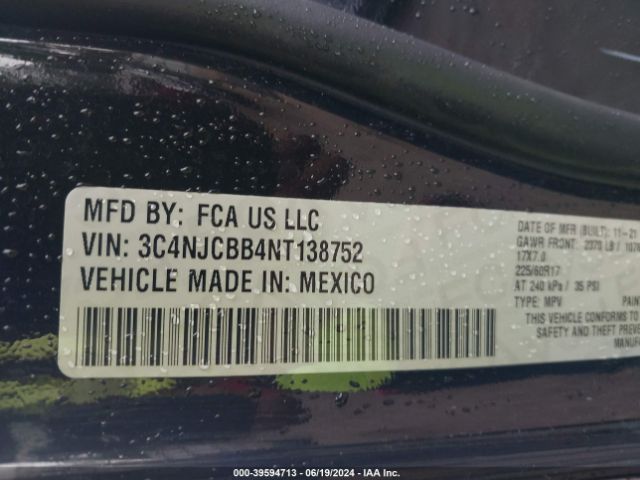 MFD BY: FCA US LLC
VIN: 3C4NJCBB4NT138752
VEHICLE MADE IN: MEXICO
DATE OF MFR (BUILT): 11-21
GAWR FRONT: 2370 LB / 107
17X7.0
225/60R17
AT 240 kPa / 35 PSI
TYPE: MPV
THIS VEHICLE CONFORMS TO
SAFETY AND THEFT
000-39594713 - 06/19/2024 - IAA Inc.